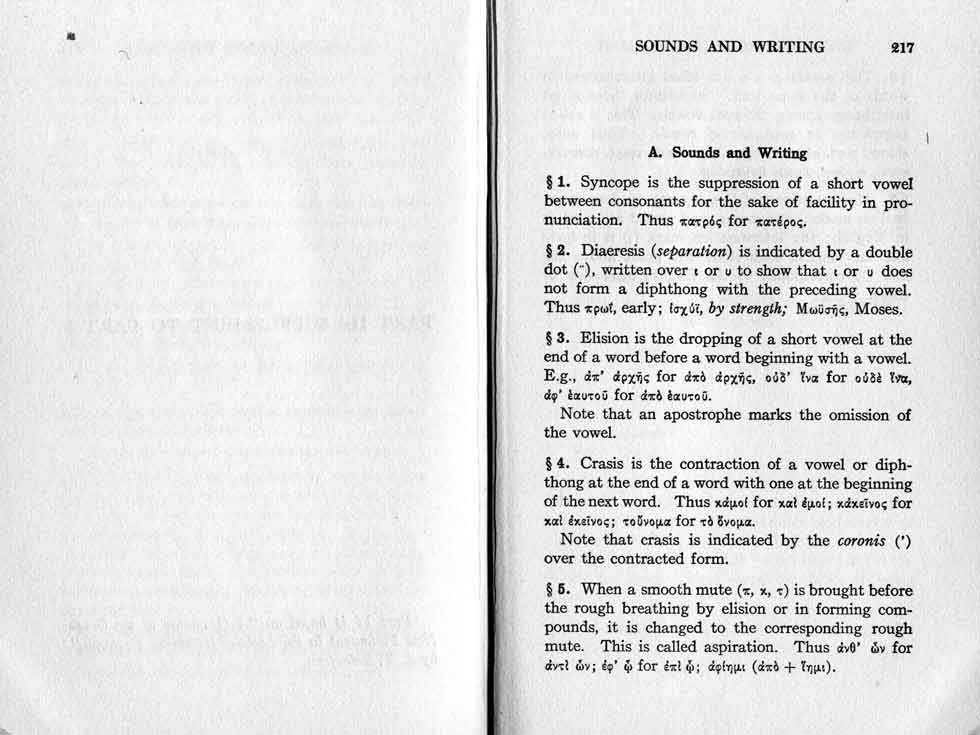 SOUNDS AND WRITING 217
A. Sounds and Writing
§ 1. Syncope is the suppression of a short vowel
between consonants for the sake of facility in pro-
nunciation. Thus πατρός for πατέρος.
§ 2. Diaeresis (separation) is indicated by a double
dot (¨), written over ι or υ to show that ι or υ does
not form a diphthong with the preceding vowel.
Thus πρωΐ, early; ἰσχύϊ, by strength; Μωϋσῆς, Moses.
§ 3. Elision is the dropping of a short vowel at the
end of a word before a word beginning with a vowel.
E.g., ἀπ’ ἀρχῆς for ἀπὸ ἀρχῆς, οὐδ’ ἵνα for οὐδὲ ἵνα,
ἀφ’ ἑαυτοῦ for ἀπὸ ἑαυτοῦ.
Note that an apostrophe marks the omission of
the vowel.
§ 4. Crasis is the contraction of a vowel or diph-
thong at the end of a word with one at the beginning
of the next word. Thus κἀμοί for καὶ ἐμοί; κἀκεῖνος for
καὶ ἐκεῖνος; τοὔνομα for τὸ ὄνομα.
Note that crasis is indicated by the coronis (’)
over the contracted form.
§ 5. When a smooth mute (π, κ, τ) is brought before
the rough breathing by elision or in forming com-
pounds, it is changed to the corresponding rough
mute. This is called aspiration. Thus ἀνθ’ ὧν for
ἀντὶ ὧν; ἐφ’ ᾧ for ἐπὶ ᾧ; ἀφίημι (ἀπὸ + ἵημι).